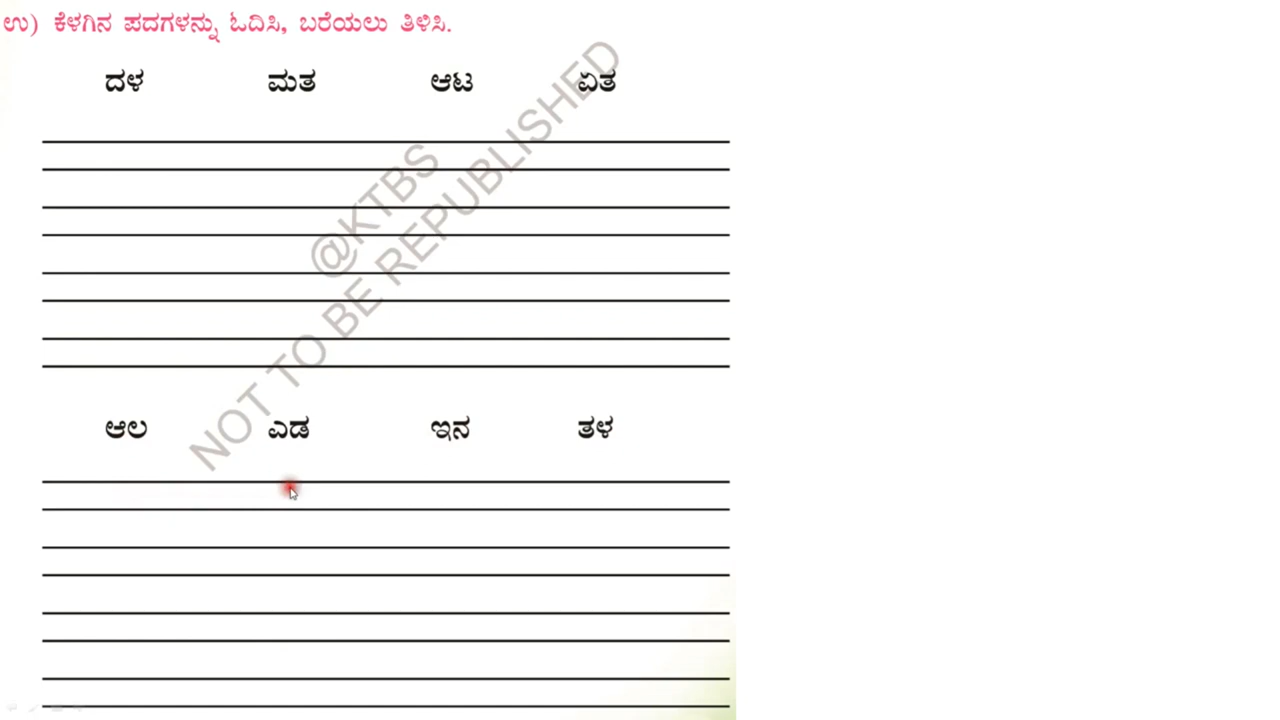 ಉ) ಕೆಳಗಿನ ಪದಗಳನ್ನು ಓದಿಸಿ, ಬರೆಯಲು ತಿಳಿಸಿ.
ದಳ ಮತ ಆಟ ಏತ
@KTBS
NOT TO BE REPUBLISHED
ಆಲ ಎಡ ಇನ ತಳ